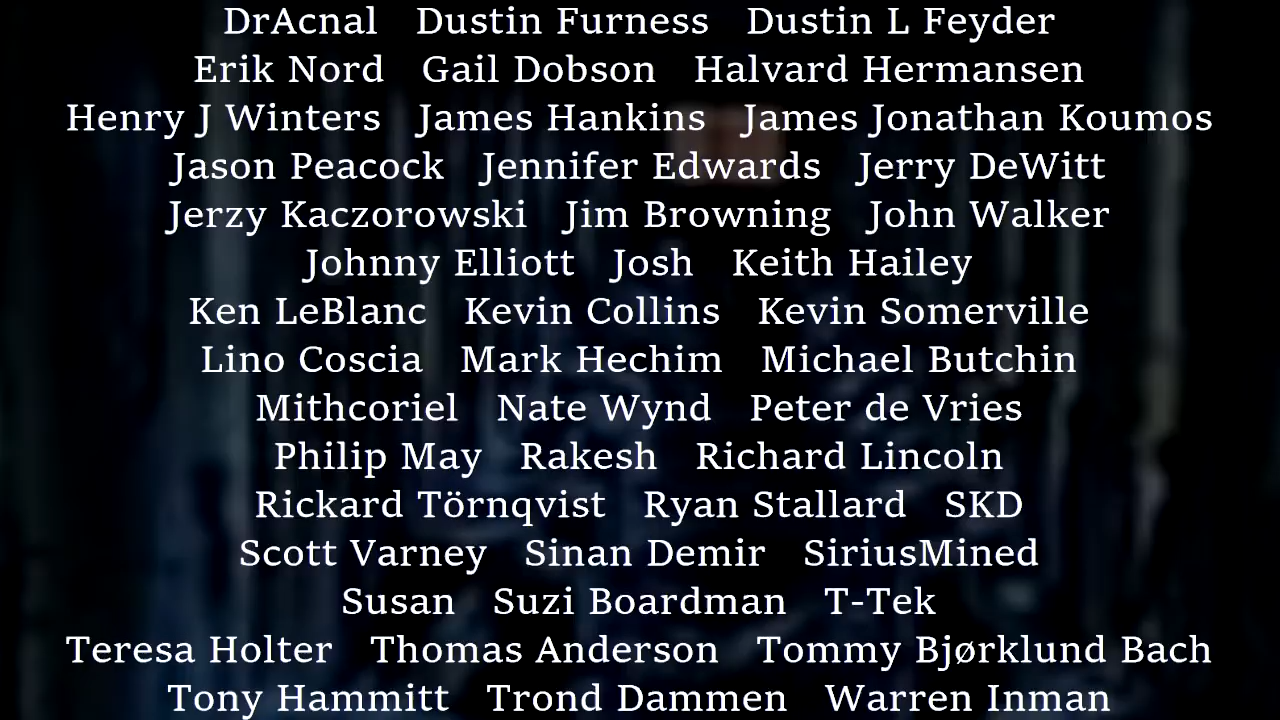 DrAcnal Dustin Furness Dustin L Feyder
Erik Nord Gail Dobson Halvard Hermansen
Henry J Winters James Hankins James Jonathan Koumos
Jason Peacock Jennifer Edwards Jerry DeWitt
Jerzy Kaczorowski Jim Browning John Walker
Johnny Elliott Josh Keith Hailey
Ken LeBlanc Kevin Collins Kevin Somerville
Lino Coscia Mark Hechim Michael Butchin
Mithcoriel Nate Wynd Peter de Vries
Philip May Rakesh Richard Lincoln
Rickard Törnqvist Ryan Stallard SKD
Scott Varney Sinan Demir SiriusMined
Susan Suzi Boardman T-Tek
Teresa Holter Thomas Anderson Tommy Bjørklund Bach
Tony Hammitt Trond Dammen Warren Inman